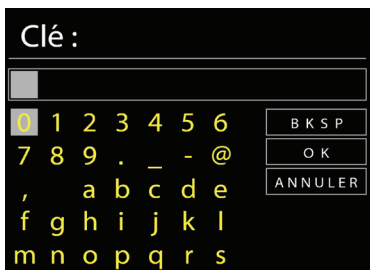 Clé :
0 1 2 3 4 5 6 BKSP
7 8 9 . _ - @ OK
, a b c d e ANNULER
f g h i j k l
m n o p q r s